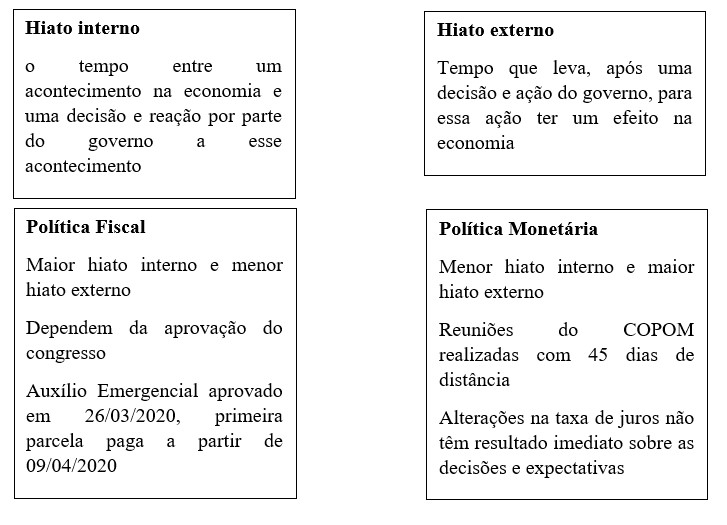 Hiato interno
o tempo entre um
acontecimento na economia e
uma decisão e reação por parte
do governo a esse
acontecimento
Hiato externo
Tempo que leva, após uma
decisão e ação do governo, para
essa ação ter um efeito na
economia
Política Fiscal
Maior hiato interno e menor
hiato externo
Dependem da aprovação do
congresso
Auxílio Emergencial aprovado
em 26/03/2020, primeira
parcela paga a partir de
09/04/2020
Política Monetária
Menor hiato interno e maior
hiato externo
Reuniões do COPOM
realizadas com 45 dias de
distância
Alterações na taxa de juros não
têm resultado imediato sobre as
decisões e expectativas